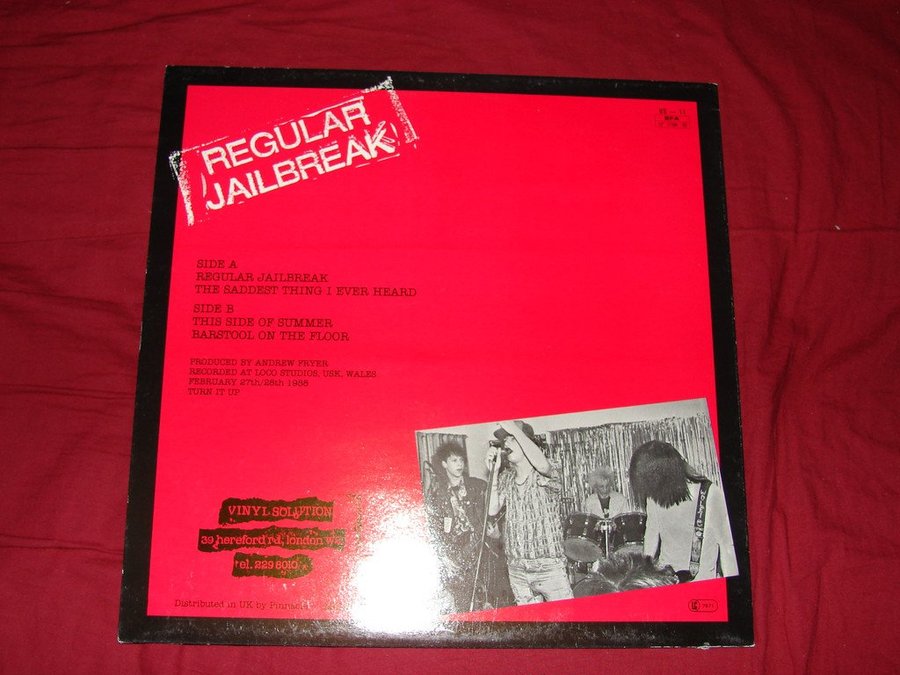 REGULAR
JAILBREAK
SIDE A
REGULAR JAILBREAK
THE SADDEST THING I EVER HEARD
SIDE B
THIS SIDE OF SUMMER
BARSTOOL ON THE FLOOR
PRODUCED BY ANDREW FRYER
RECORDED AT LOCO STUDIOS, USK, WALES
FEBRUARY 27th/28th 1988
TURN IT UP
VINYL SOLUTION
39 hereford rd, london
tel. 229 8010
Distributed in UK by